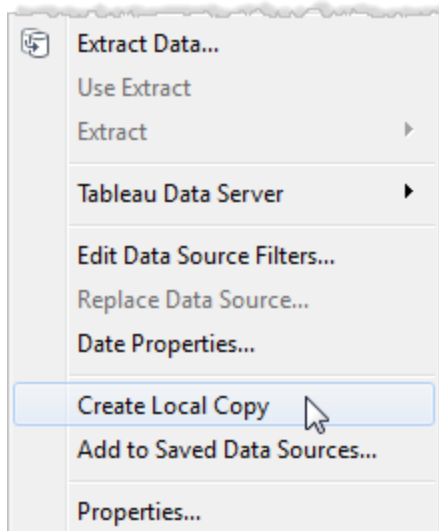 Extract Data...
Use Extract
Extract
Tableau Data Server
Edit Data Source Filters...
Replace Data Source...
Date Properties...
Create Local Copy
Add to Saved Data Sources...
Properties...